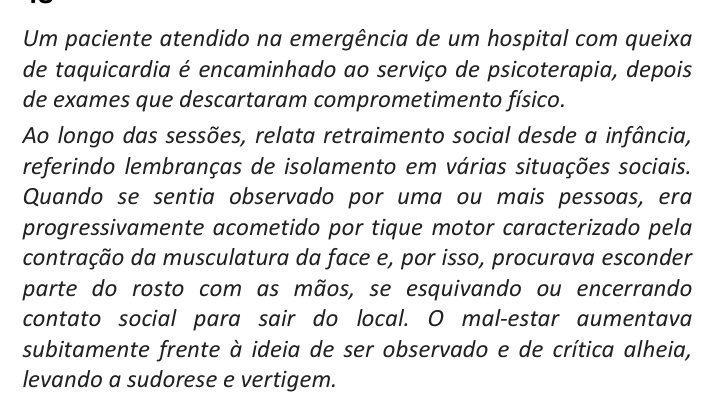 Um paciente atendido na emergência de um hospital com queixa
de taquicardia é encaminhado ao serviço de psicoterapia, depois
de exames que descartaram comprometimento físico.
Ao longo das sessões, relata retraimento social desde a infância,
referindo lembranças de isolamento em várias situações sociais.
Quando se sentia observado por uma ou mais pessoas, era
progressivamente acometido por tique motor caracterizado pela
contração da musculatura da face e, por isso, procurava esconder
parte do rosto com as mãos, se esquivando ou encerrando
contato social para sair do local. O mal-estar aumentava
subitamente frente à ideia de ser observado e de crítica alheia,
levando a sudorese e vertigem.